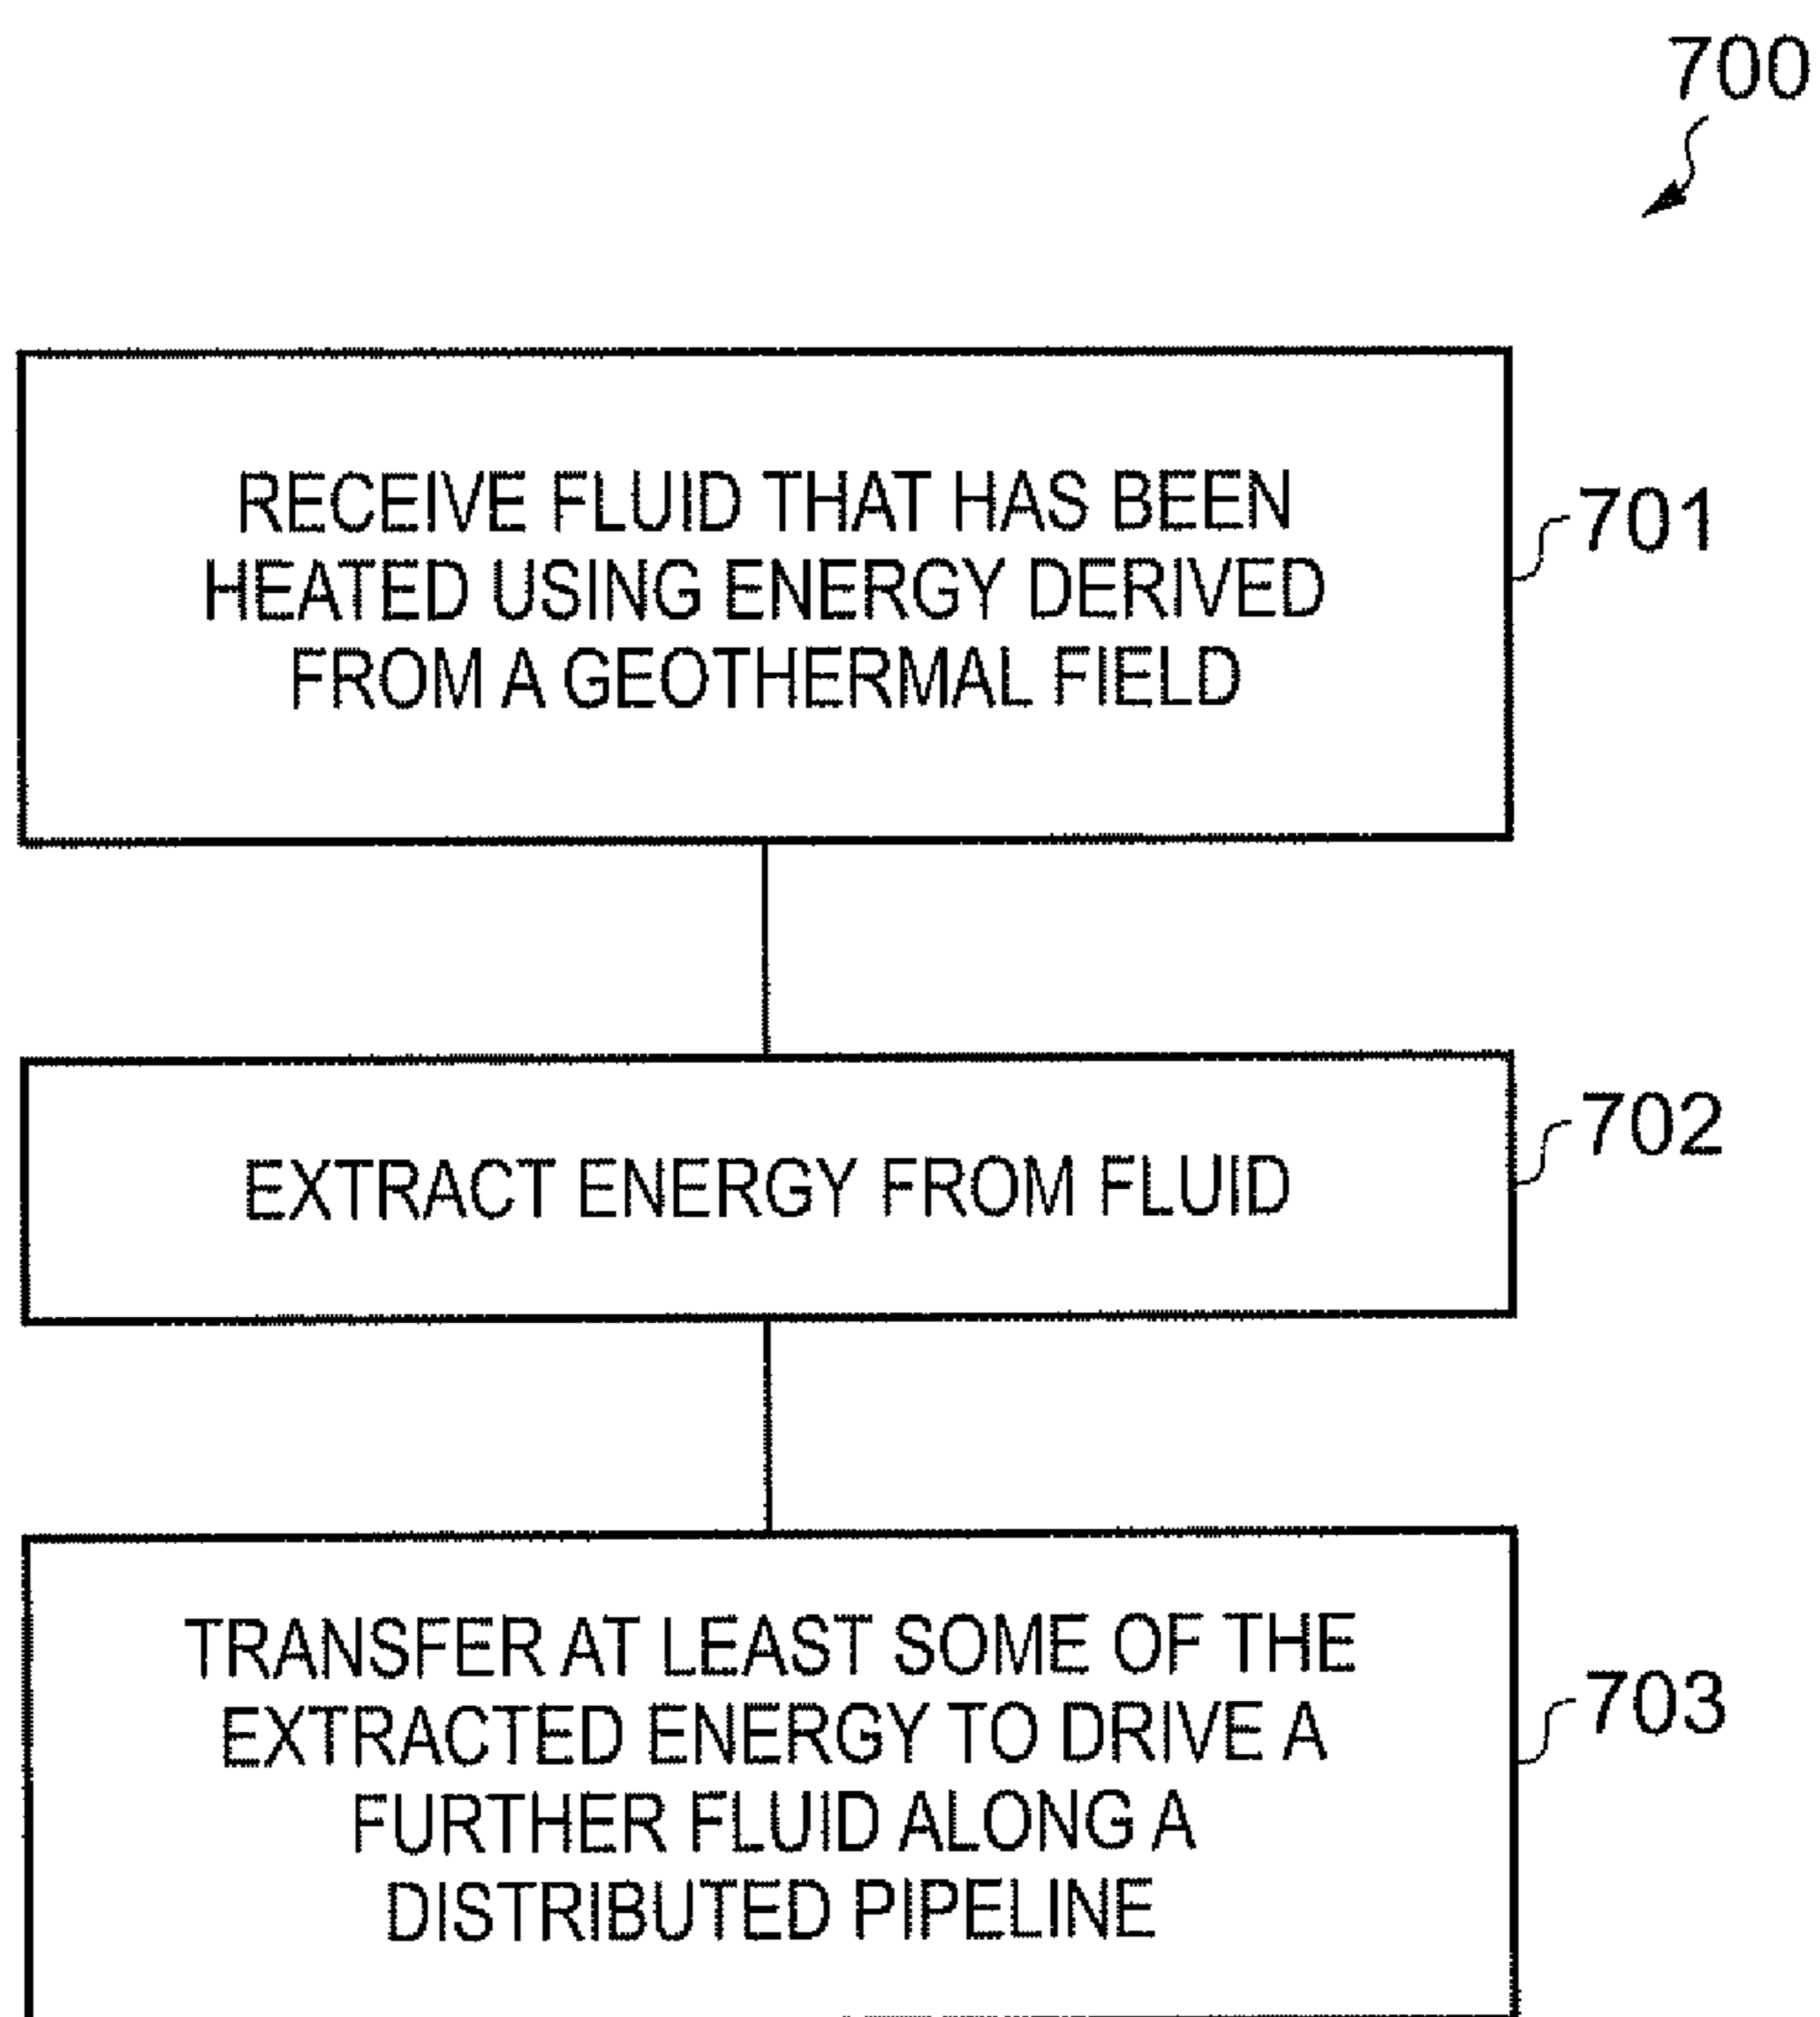 700
RECEIVE FLUID THAT HAS BEEN
HEATED USING ENERGY DERIVED
FROM A GEOTHERMAL FIELD
701
EXTRACT ENERGY FROM FLUID
702
TRANSFER AT LEAST SOME OF THE
EXTRACTED ENERGY TO DRIVE A
FURTHER FLUID ALONG A
DISTRIBUTED PIPELINE
703